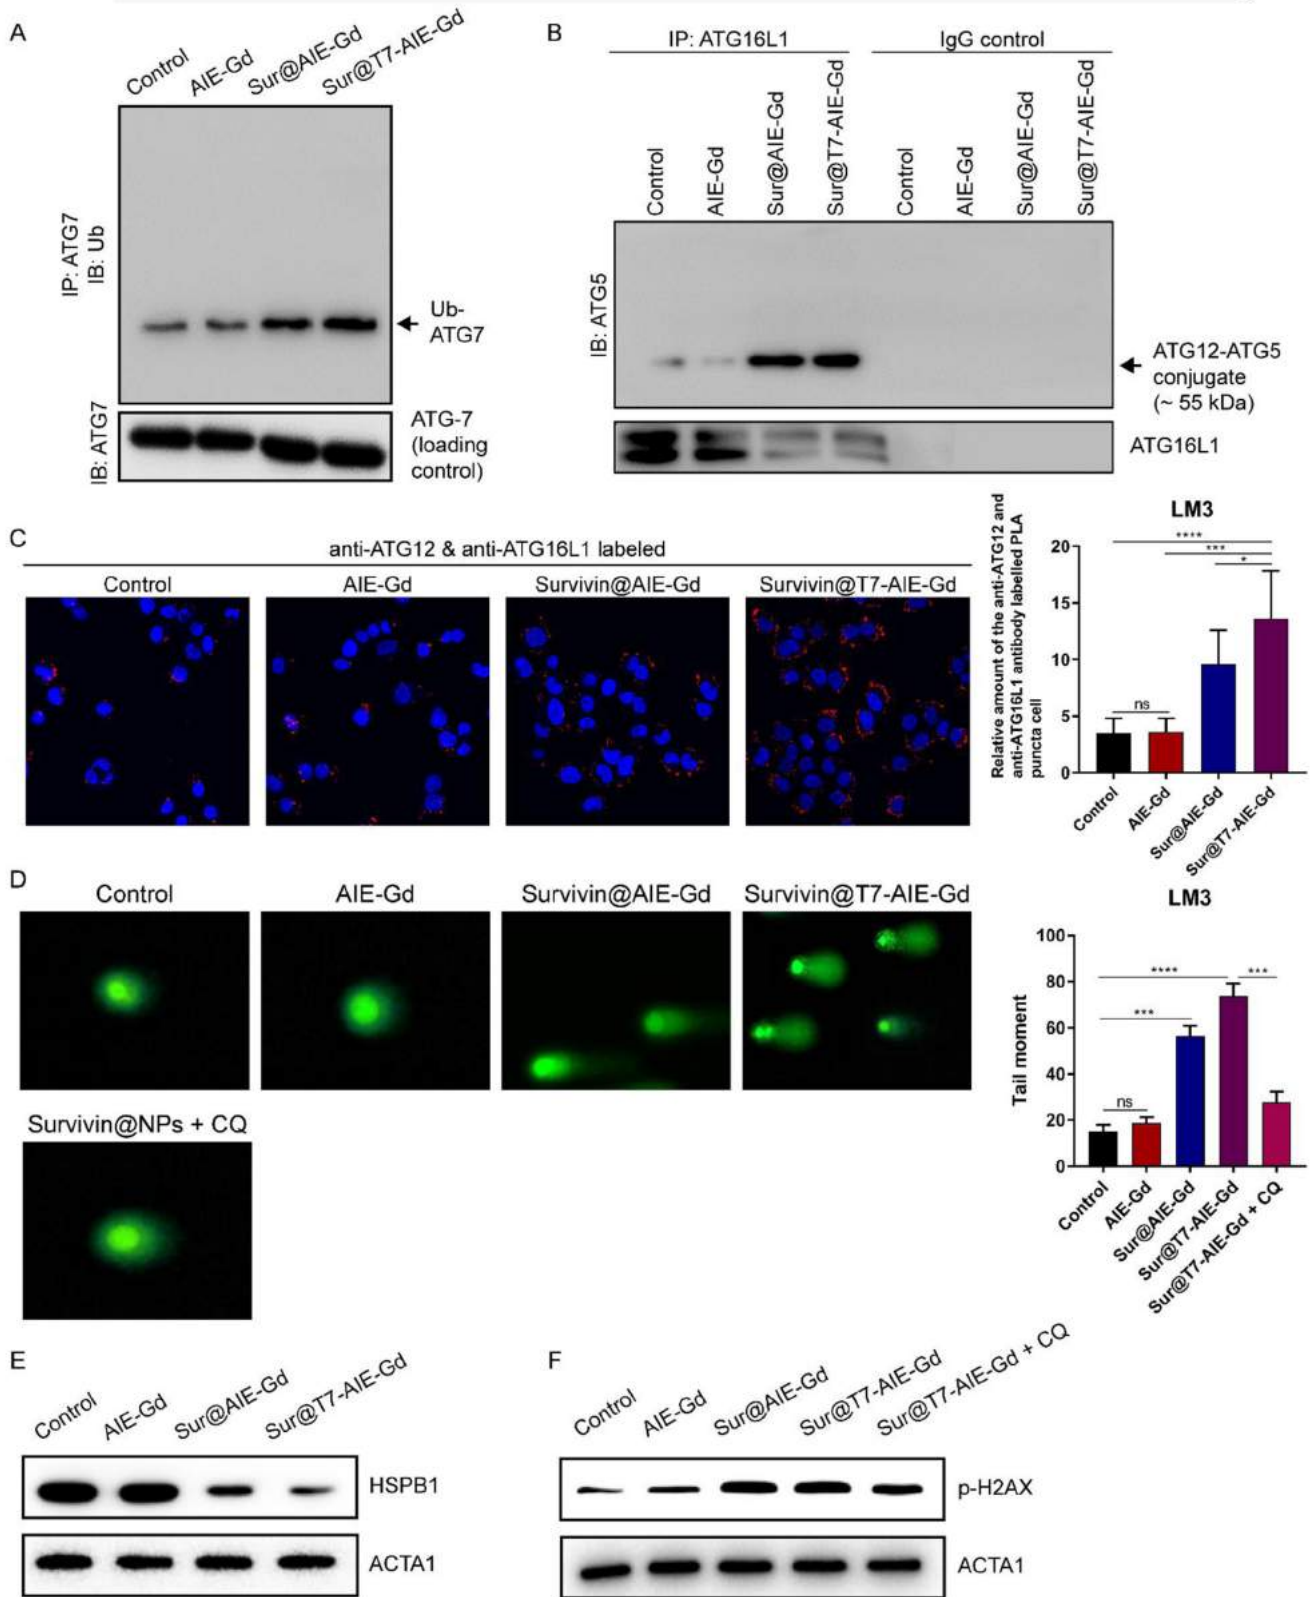 A
Control
AIE-Gd
Sur@AIE-Gd
Sur@T7-AIE-Gd
IP: ATG7
IB: Ub
Ub-
ATG7
IB: ATG7
ATG-7
(loading
control)
B
IP: ATG16L1
IgG control
Control
AIE-Gd
Sur@AIE-Gd
Sur@T7-AIE-Gd
Control
AIE-Gd
Sur@AIE-Gd
Sur@T7-AIE-Gd
IB: ATG5
ATG12-ATG5
conjugate
(~ 55 kDa)
ATG16L1
C
anti-ATG12 & anti-ATG16L1 labeled
Control
AIE-Gd
Survivin@AIE-Gd
Survivin@T7-AIE-Gd
LM3
Relative amount of the anti-ATG12 and
anti-ATG16L1 antibody labelled PLA
puncta cell
20
15
10
5
0
****
***
*
ns
Control
AIE-Gd
Sur@AIE-Gd
Sur@T7-AIE-Gd
D
Control
AIE-Gd
Survivin@AIE-Gd
Survivin@T7-AIE-Gd
Survivin@NPs + CQ
LM3
Tail moment
100
80
60
40
20
0
****
***
***
ns
Control
AIE-Gd
Sur@AIE-Gd
Sur@T7-AIE-Gd
Sur@T7-AIE-Gd + CQ
E
Control
AIE-Gd
Sur@AIE-Gd
Sur@T7-AIE-Gd
HSPB1
ACTA1
F
Control
AIE-Gd
Sur@AIE-Gd
Sur@T7-AIE-Gd
Sur@T7-AIE-Gd + CQ
p-H2AX
ACTA1